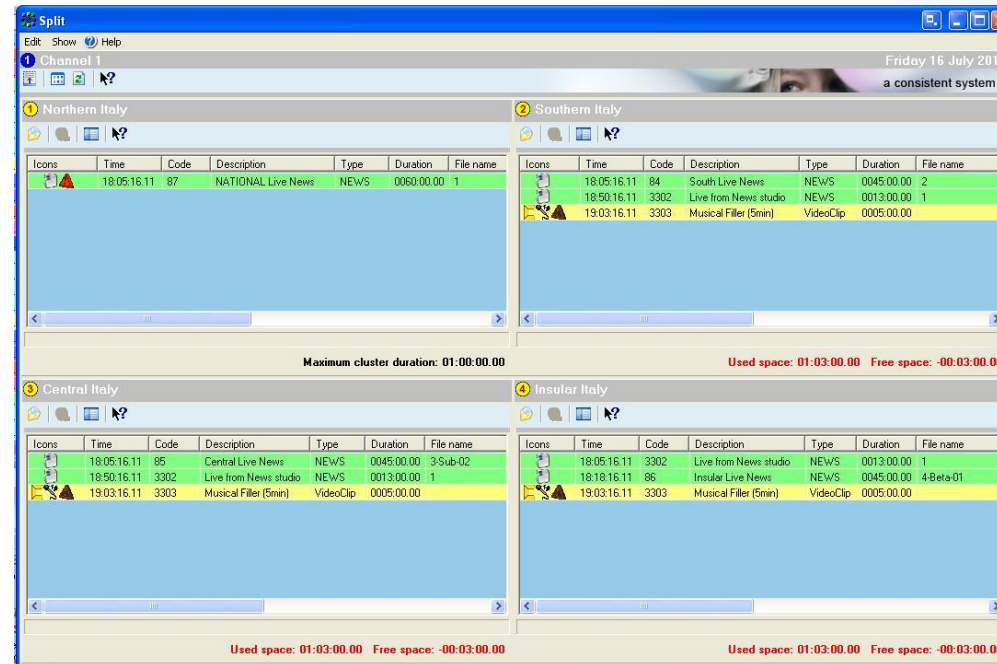 Split
Edit Show Help
1 Channel 1
Friday 16 July 201
a consistent system
1 Northern Italy
Icons Time Code Description Type Duration File name
18:05:16.11 87 NATIONAL Live News NEWS 0060:00.00 1
Maximum cluster duration: 01:00:00.00
2 Southern Italy
Icons Time Code Description Type Duration File name
18:05:16.11 84 South Live News NEWS 0045:00.00 2
18:50:16.11 3302 Live from News studio NEWS 0013:00.00 1
19:03:16.11 3303 Musical Filler (5min) VideoClip 0005:00.00
Used space: 01:03:00.00 Free space: -00:03:00.0
3 Central Italy
Icons Time Code Description Type Duration File name
18:05:16.11 85 Central Live News NEWS 0045:00.00 3-Sub-02
18:50:16.11 3302 Live from News studio NEWS 0013:00.00 1
19:03:16.11 3303 Musical Filler (5min) VideoClip 0005:00.00
Used space: 01:03:00.00 Free space: -00:03:00.00
4 Insular Italy
Icons Time Code Description Type Duration File name
18:05:16.11 3302 Live from News studio NEWS 0013:00.00 1
18:18:16.11 86 Insular Live News NEWS 0045:00.00 4-Beta-01
19:03:16.11 3303 Musical Filler (5min) VideoClip 0005:00.00
Used space: 01:03:00.00 Free space: -00:03:00.0